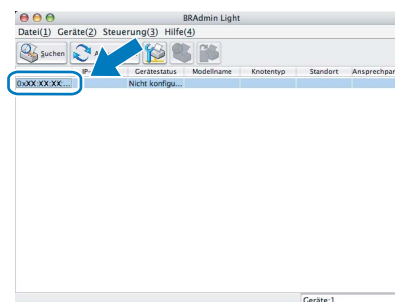 BRAdmin Light
Datei(1) Geräte(2) Steuerung(3) Hilfe(4)
Suchen
Gerätestatus Modellname Knotentyp Standort Ansprechpar
0xXX:XX:XX:... Nicht konfigu...
Geräte:1